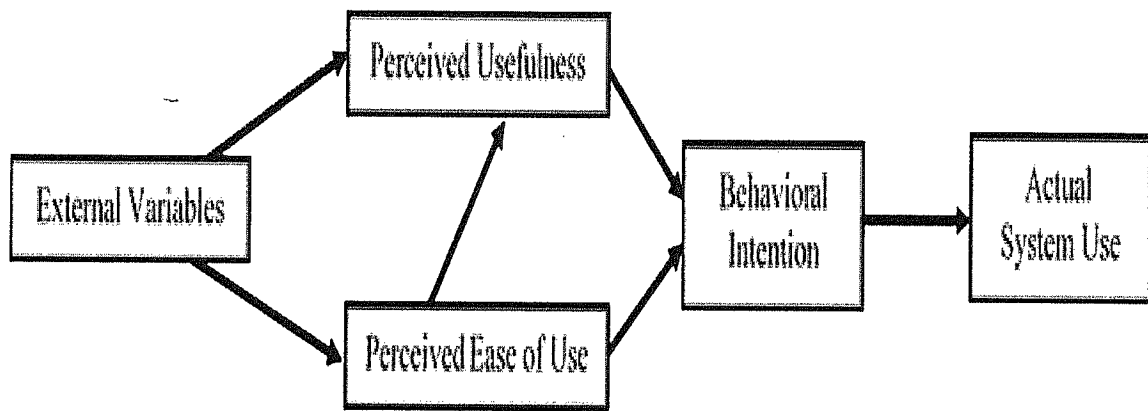 Perceived Usefulness
External Variables
Perceived Ease of Use
Behavioral
Intention
Actual
System Use